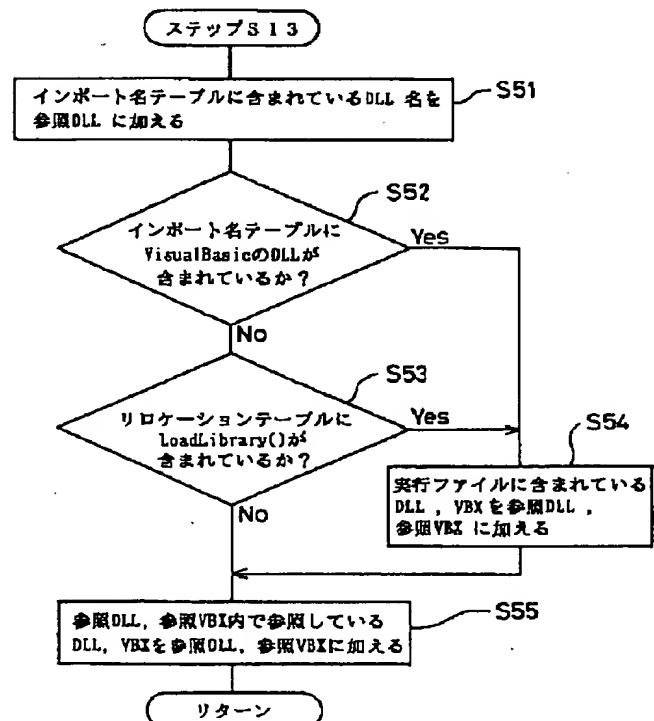 ステップS13
インポート名テーブルに含まれているDLL 名を
参照DLL に加える
S51
S52
インポート名テーブルに
VisualBasicのDLLが
含まれているか?
Yes
No
S53
リロケーションテーブルに
LoadLibrary()が
含まれているか?
Yes
No
S54
実行ファイルに含まれている
DLL , VBXを参照DLL ,
参照VBX に加える
S55
参照DLL, 参照VBX内で参照している
DLL, VBXを参照DLL, 参照VBXに加える
リターン